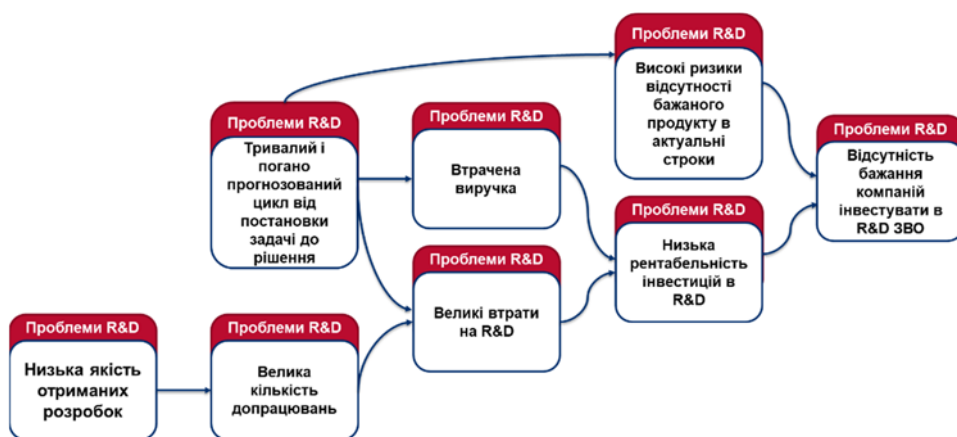 Проблеми R&D
Високі ризики
відсутності
бажаного
продукту в
актуальні
строки
Проблеми R&D
Тривалий і
погано
прогнозований
цикл від
постановки
задачі до
рішення
Проблеми R&D
Втрачена
виручка
Проблеми R&D
Відсутність
бажання
компаній
інвестувати в
R&D ЗВО
Проблеми R&D
Низька
рентабельність
інвестицій в
R&D
Проблеми R&D
Великі втрати
на R&D
Проблеми R&D
Низька якість
отриманих
розробок
Проблеми R&D
Велика
кількість
допрацювань